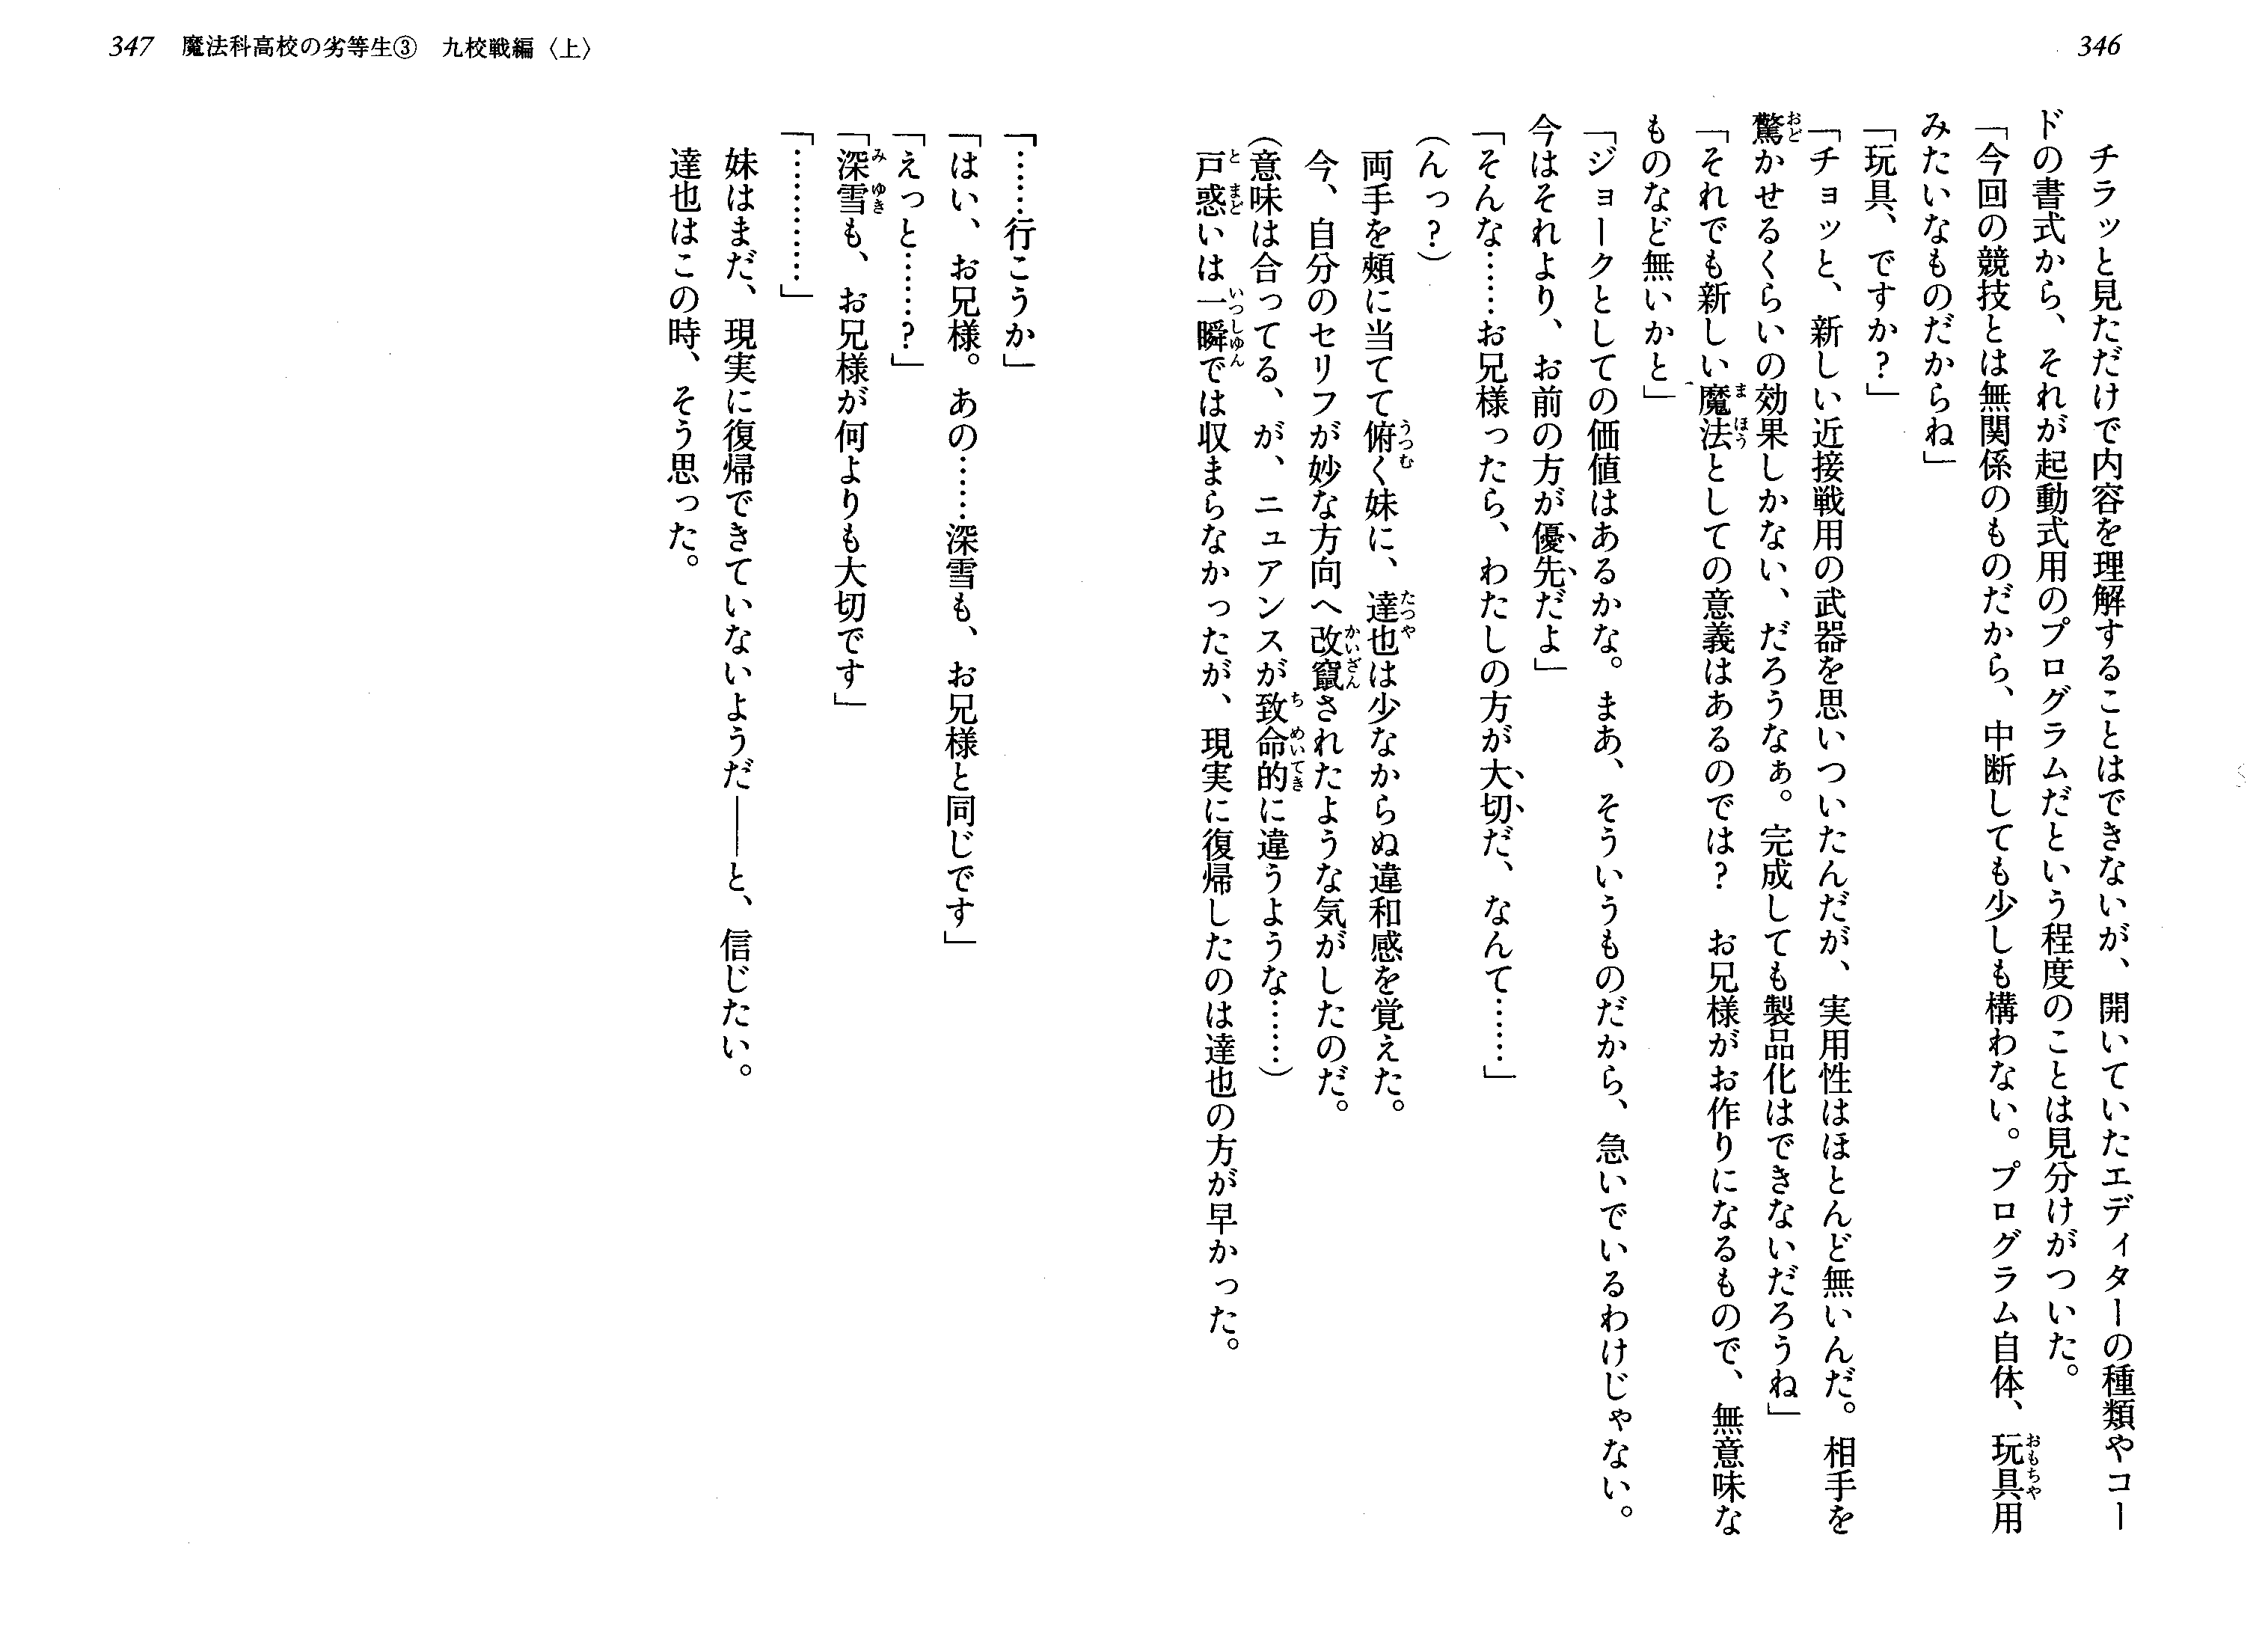 346
チラッと見ただけで内容を理解することはできないが、開いていたエディターの種類やコー
ドの書式から、それが起動式用のプログラムだという程度のことは見分けがついた。
「今回の競技とは無関係のものだから、中断しても少しも構わない。プログラム自体、玩具用
みたいなものだからね」
「玩具、ですか？」
「チョッと、新しい近接戦用の武器を思いついたんだが、実用性はほとんど無いんだ。相手を
驚かせるくらいの効果しかない、だろうなぁ。完成しても製品化はできないだろうね」
「それでも新しい魔法としての意義はあるのでは？　お兄様がお作りになるもので、無意味な
ものなど無いかと」
「ジョークとしての価値はあるかな。まあ、そういうものだから、急いでいるわけじゃない。
今はそれより、お前の方が優先だよ」
「そんな……お兄様ったら、わたしの方が大切だ、なんて……」
（んっ？）
両手を頰に当てて俯く妹に、達也は少なからぬ違和感を覚えた。
今、自分のセリフが妙な方向へ改竄されたような気がしたのだ。
（意味は合ってる、が、ニュアンスが致命的に違うような……）
戸惑いは一瞬では収まらなかったが、現実に復帰したのは達也の方が早かった。
347　魔法科高校の劣等生③　九校戦編〈上〉
「……行こうか」
「はい、お兄様。あの……深雪も、お兄様と同じです」
「えっと……？」
「深雪も、お兄様が何よりも大切です」
「…………」
妹はまだ、現実に復帰できていないようだ――と、信じたい。
達也はこの時、そう思った。